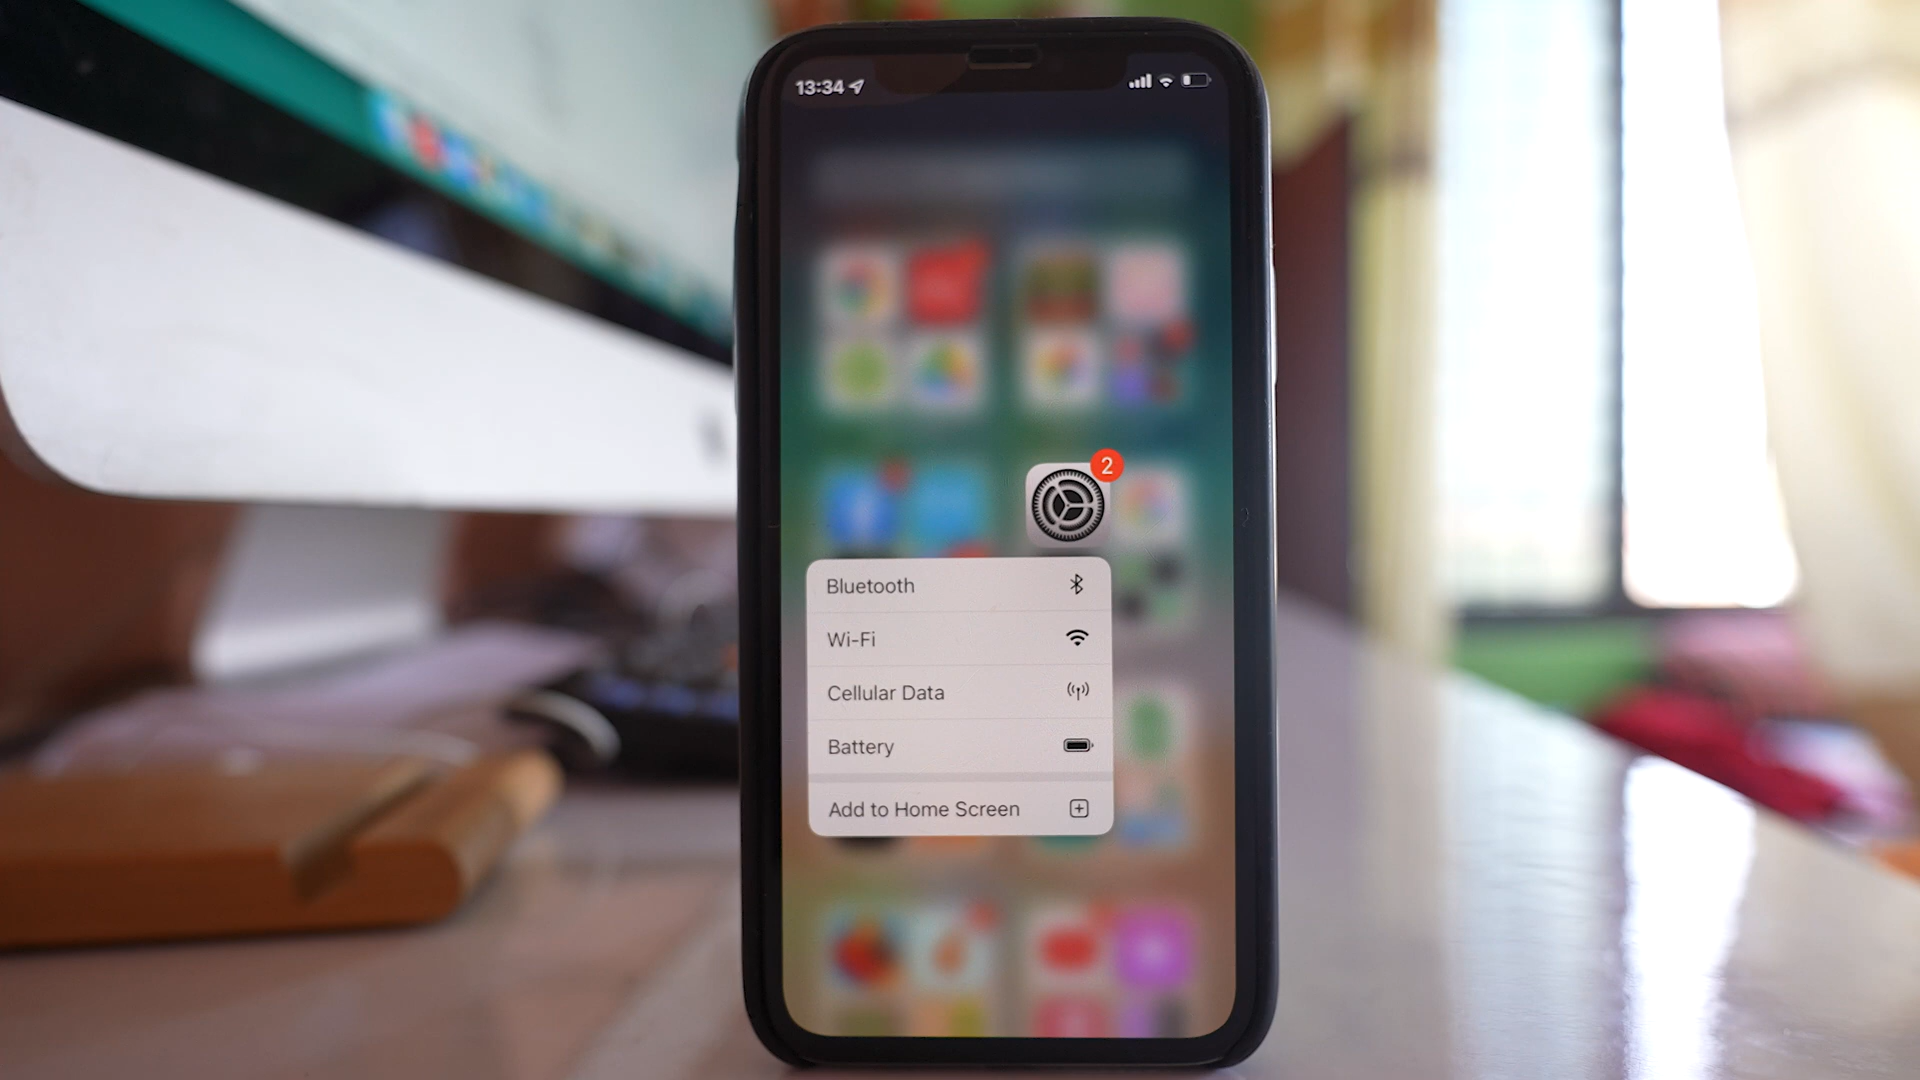 13:34
2
Bluetooth
Wi-Fi
Cellular Data
Battery
Add to Home Screen